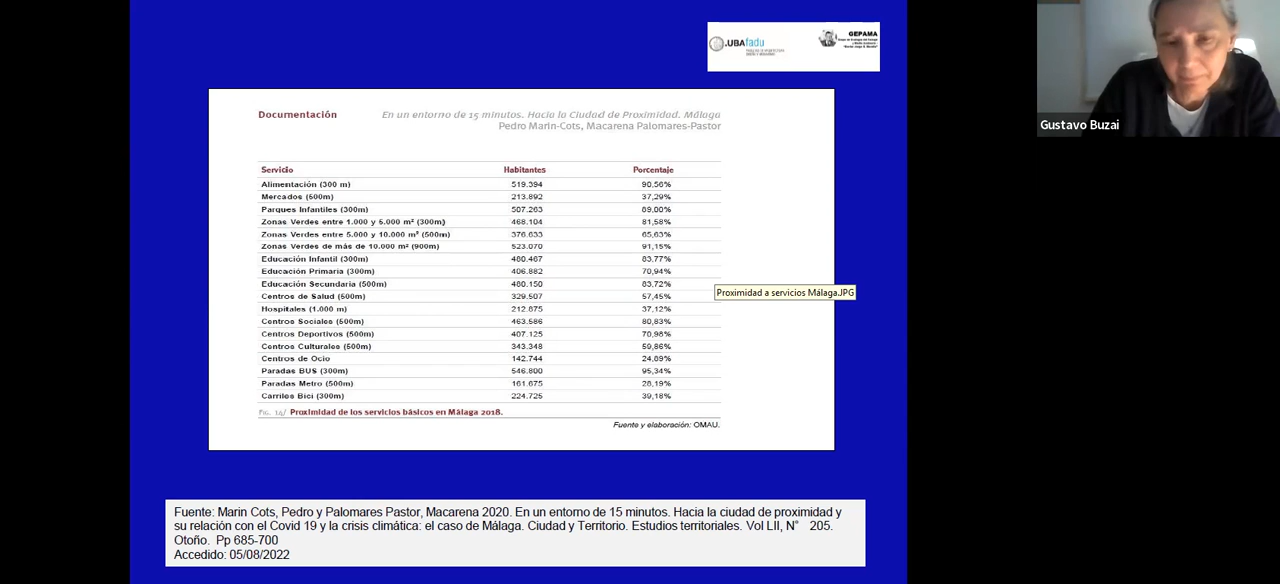 .UBAfadu
GEPAMA
Gustavo Buzai
Documentación
En un entorno de 15 minutos. Hacia la Ciudad de Proximidad. Málaga
Pedro Marin-Cots, Macarena Palomares-Pastor
Servicio Habitantes Porcentaje
Alimentación (300 m) 519.394 90,56%
Mercados (500m) 213.892 37,29%
Parques Infantiles (300m) 507.263 89,00%
Zonas Verdes entre 1.000 y 5.000 m² (300m) 468.104 81,58%
Zonas Verdes entre 5.000 y 10.000 m² (500m) 376.633 65,63%
Zonas Verdes de más de 10.000 m² (900m) 523.070 91,15%
Educación Infantil (300m) 480.467 83,77%
Educación Primaria (300m) 406.882 70,94%
Educación Secundaria (500m) 480.150 83,72%
Centros de Salud (500m) 329.507 57,45%
Hospitales (1.000 m) 212.875 37,12%
Centros Sociales (500m) 463.586 80,83%
Centros Deportivos (500m) 407.125 70,98%
Centros Culturales (500m) 343.348 59,86%
Centros de Ocio 142.744 24,89%
Paradas BUS (300m) 546.800 95,34%
Paradas Metro (500m) 161.675 28,19%
Carriles Bici (300m) 224.725 39,18%
Proximidad a servicios Málaga.JPG
Proximidad de los servicios básicos en Málaga 2018.
Fuente y elaboración: OMAU.
Fuente: Marin Cots, Pedro y Palomares Pastor, Macarena 2020. En un entorno de 15 minutos. Hacia la ciudad de proximidad y
su relación con el Covid 19 y la crisis climática: el caso de Málaga. Ciudad y Territorio. Estudios territoriales. Vol LII, N° 205.
Otoño. Pp 685-700
Accedido: 05/08/2022